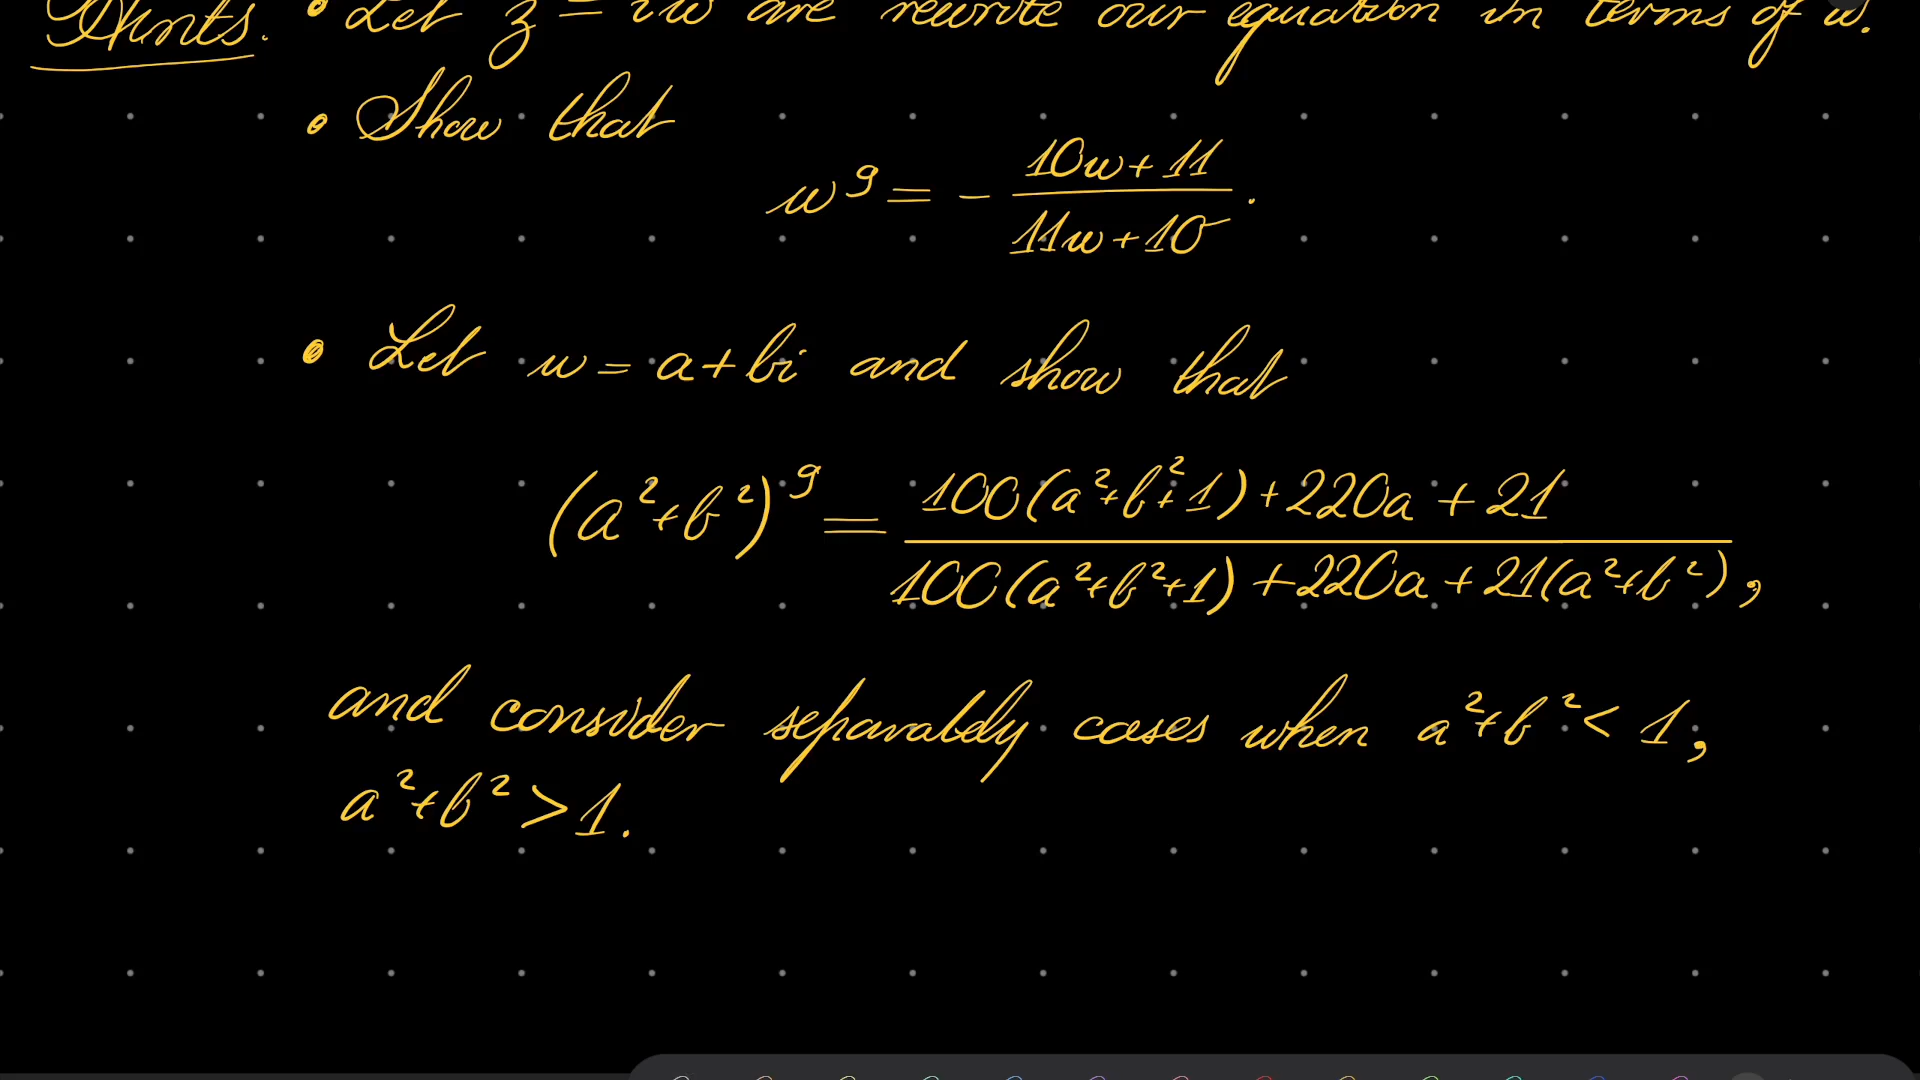 Hints. • Let z = iw are rewrite our equation in terms of w.
• Show that
w⁹ = - (10w + 11)/(11w + 10).
• Let w = a + bi and show that
(a² + b²)⁹ = (100(a² + b² + 1) + 220a + 21)/(100(a² + b² + 1) + 220a + 21(a² + b²)),
and consider separately cases when a² + b² < 1,
a² + b² > 1.